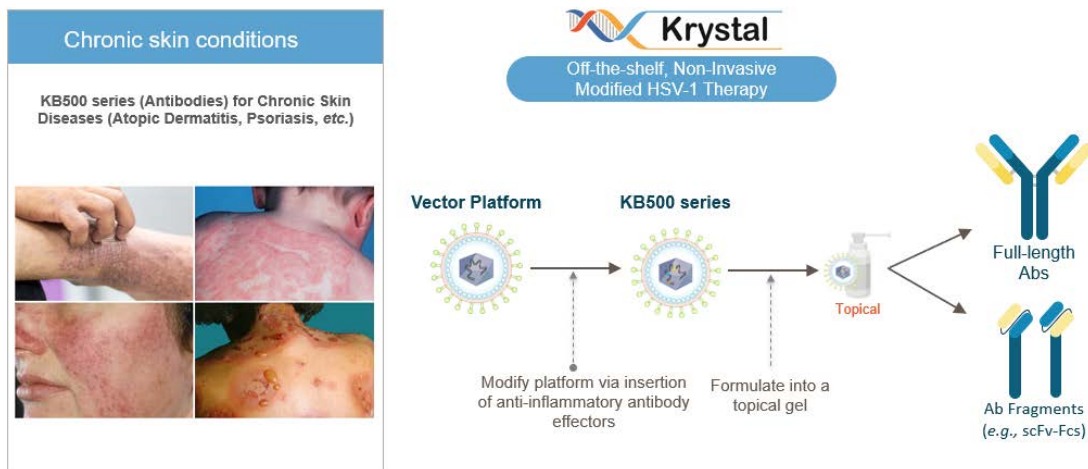 Chronic skin conditions
KB500 series (Antibodies) for Chronic Skin
Diseases (Atopic Dermatitis, Psoriasis, etc.)
Krystal
Off-the-shelf, Non-Invasive
Modified HSV-1 Therapy
Vector Platform
KB500 series
Topical
Modify platform via insertion
of anti-inflammatory antibody
effectors
Formulate into a
topical gel
Full-length
Abs
Ab Fragments
(e.g., scFv-Fcs)